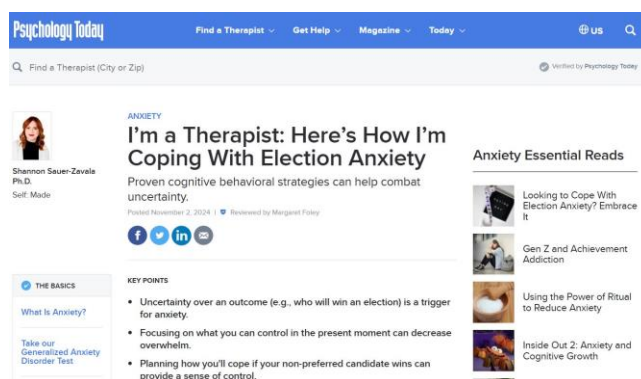 Psychology Today
Find a Therapist Get Help Magazine Today US
Find a Therapist (City or Zip)
Verified by Psychology Today
Shannon Sauer-Zavala
Ph.D.
Self: Made
ANXIETY
I'm a Therapist: Here's How I'm
Coping With Election Anxiety
Proven cognitive behavioral strategies can help combat
uncertainty.
Posted November 2, 2024 | Reviewed by Margaret Foley
THE BASICS
What Is Anxiety?
Take our
Generalized Anxiety
Disorder Test
KEY POINTS
• Uncertainty over an outcome (e.g., who will win an election) is a trigger
for anxiety.
• Focusing on what you can control in the present moment can decrease
overwhelm.
• Planning how you'll cope if your non-preferred candidate wins can
provide a sense of control.
Anxiety Essential Reads
Looking to Cope With
Election Anxiety? Embrace
It
Gen Z and Achievement
Addiction
Using the Power of Ritual
to Reduce Anxiety
Inside Out 2: Anxiety and
Cognitive Growth